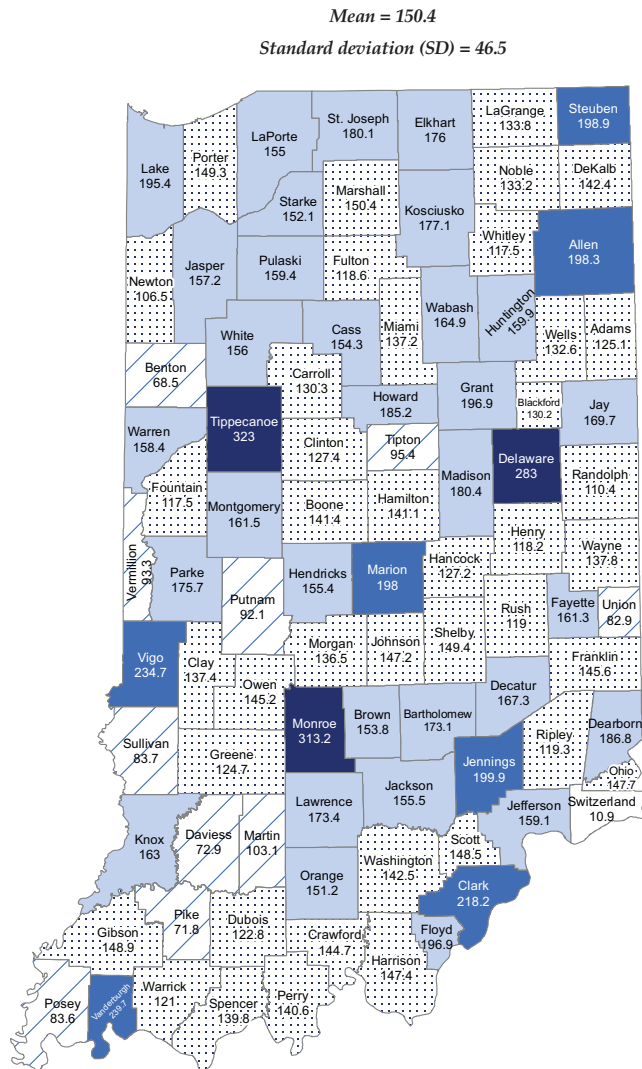 Mean = 150.4
Standard deviation (SD) = 46.5
LaGrange
133.8
Steuben
198.9
St. Joseph
180.1
Elkhart
176
LaPorte
155
Porter
149.3
Lake
195.4
Noble
133.2
DeKalb
142.4
Marshall
150.4
Starke
152.1
Kosciusko
177.1
Whitley
117.5
Allen
198.3
Jasper
157.2
Pulaski
159.4
Fulton
118.6
Newton
106.5
Wabash
164.9
Huntington
159.9
Miami
137.2
White
156
Cass
154.3
Wells
132.6
Adams
125.1
Benton
68.5
Carroll
130.3
Grant
196.9
Howard
185.2
Blackford
130.2
Jay
169.7
Tippecanoe
323
Warren
158.4
Clinton
127.4
Tipton
95.4
Madison
180.4
Delaware
283
Randolph
110.4
Fountain
117.5
Montgomery
161.5
Boone
141.4
Hamilton
141.1
Henry
118.2
Wayne
137.8
Vermillion
93.3
Parke
175.7
Putnam
92.1
Hendricks
155.4
Marion
198
Hancock
127.2
Rush
119
Fayette
161.3
Union
82.9
Vigo
234.7
Clay
137.4
Owen
145.2
Morgan
136.5
Johnson
147.2
Shelby
149.4
Franklin
145.6
Decatur
167.3
Sullivan
83.7
Greene
124.7
Monroe
313.2
Brown
153.8
Bartholomew
173.1
Jennings
199.9
Ripley
119.3
Dearborn
186.8
Ohio
147.7
Switzerland
10.9
Jefferson
159.1
Jackson
155.5
Lawrence
173.4
Knox
163
Daviess
72.9
Martin
103.1
Orange
151.2
Washington
142.5
Scott
148.5
Clark
218.2
Floyd
196.9
Gibson
148.9
Pike
71.8
Dubois
122.8
Crawford
144.7
Harrison
147.4
Posey
83.6
Vanderburgh
239.7
Warrick
121
Spencer
139.8
Perry
140.6